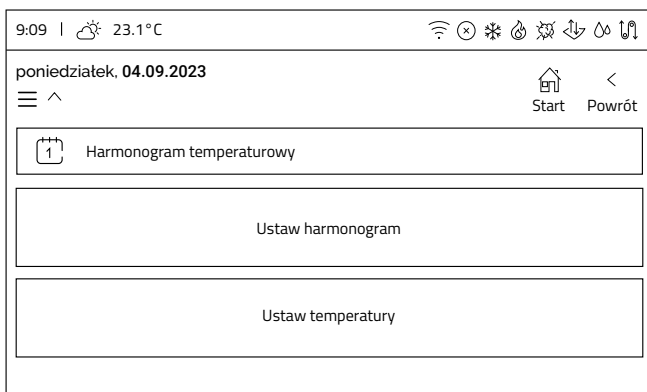 9:09 | 23.1°C
poniedziałek, 04.09.2023
Start Powrót
1 Harmonogram temperaturowy
Ustaw harmonogram
Ustaw temperatury